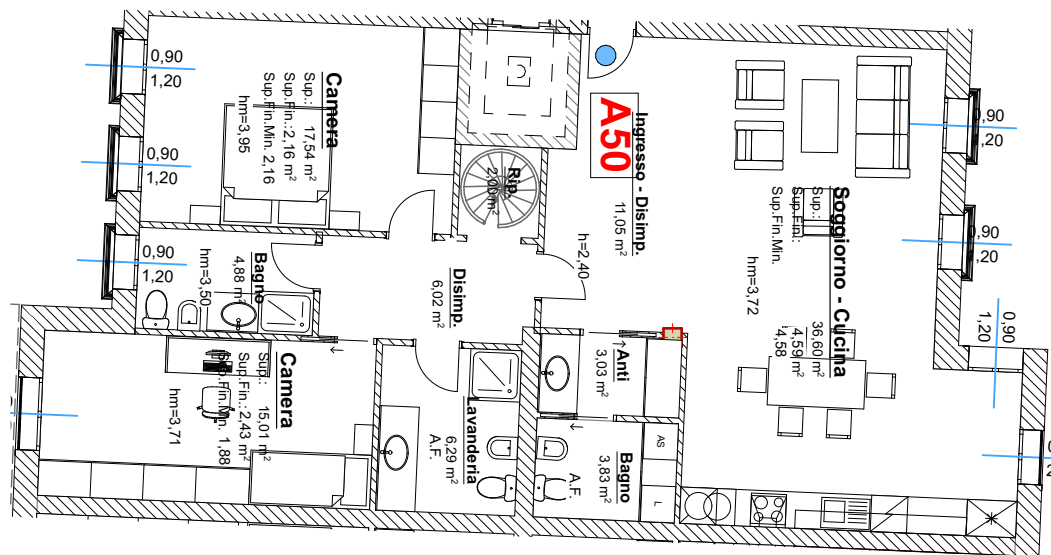 0,90
1,20
0,90
1,20
0,90
1,20
Camera
Sup.: 17,54 m²
Sup.Fin.:2,16 m²
Sup.Fin.Min. 2,16
hm=3,95
Rip.
2,00 m²
A50
Ingresso - Disimp.
11,05 m²
h=2,40
Soggiorno - Cucina
Sup.: 36,60 m²
Sup.Fin.: 4,59 m²
Sup.Fin.Min. 4,58
hm=3,72
0,90
,20
0,90
,20
0,90
1,20
Bagno
4,88 m²
hm=3,50
Disimp.
6,02 m²
Camera
Sup.: 15,01 m²
Sup.Fin.: 2,43 m²
Sup.Fin.Min. 1,88
hm=3,71
Lavanderia
6,29 m²
A.F.
Anti
3,03 m²
Bagno
3,83 m²
A.F.
AS
L